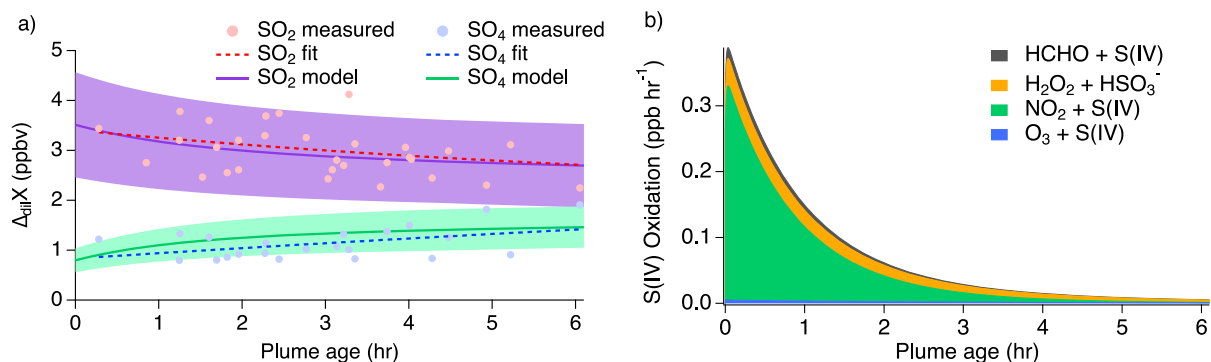 a)
SO₂ measured
SO₂ fit
SO₂ model
SO₄ measured
SO₄ fit
SO₄ model
Δdil X (ppbv)
5
4
3
2
1
0
0 1 2 3 4 5 6
Plume age (hr)
b)
HCHO + S(IV)
H₂O₂ + HSO₃⁻
NO₂ + S(IV)
O₃ + S(IV)
S(IV) Oxidation (ppb hr⁻¹)
0.3
0.2
0.1
0.0
0 1 2 3 4 5 6
Plume age (hr)